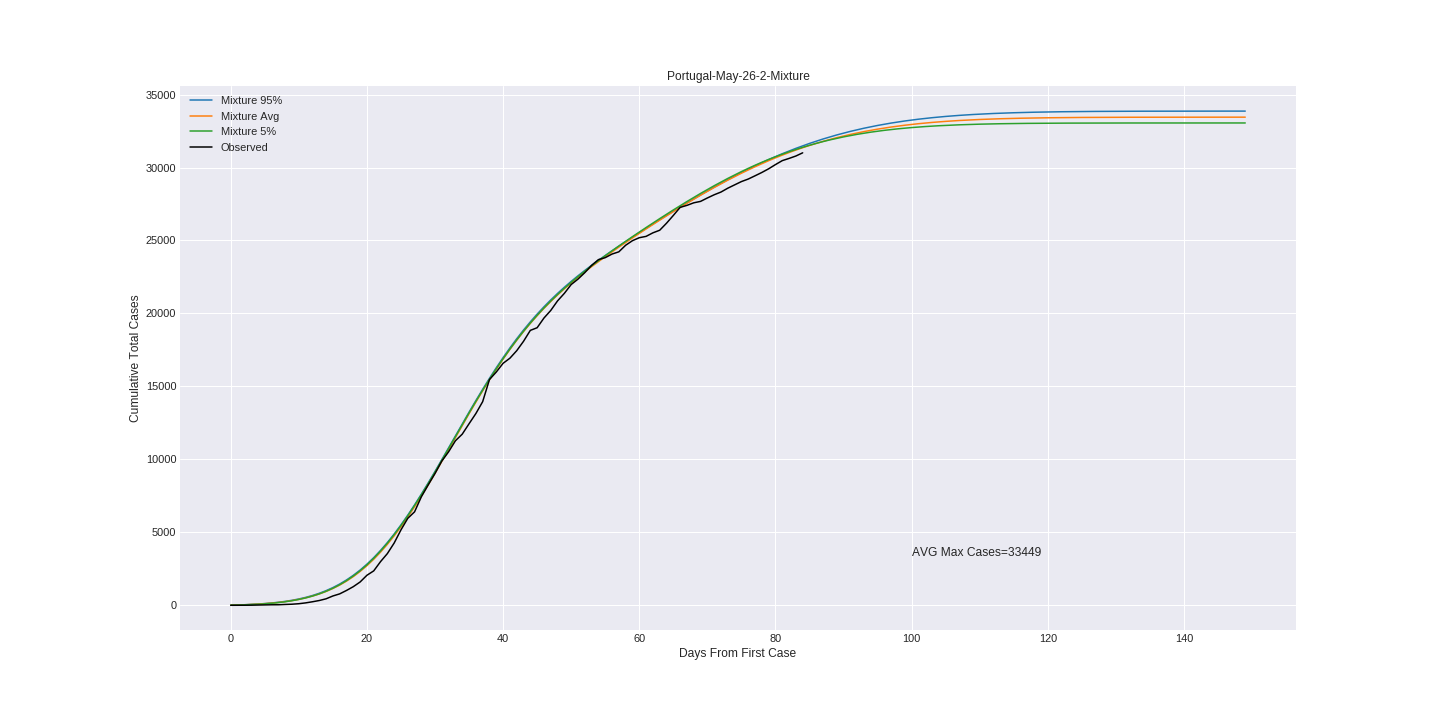 Portugal-May-26-2-Mixture
Mixture 95%
Mixture Avg
Mixture 5%
Observed
35000
30000
25000
20000
15000
10000
5000
0
Cumulative Total Cases
AVG Max Cases=33449
0 20 40 60 80 100 120 140
Days From First Case